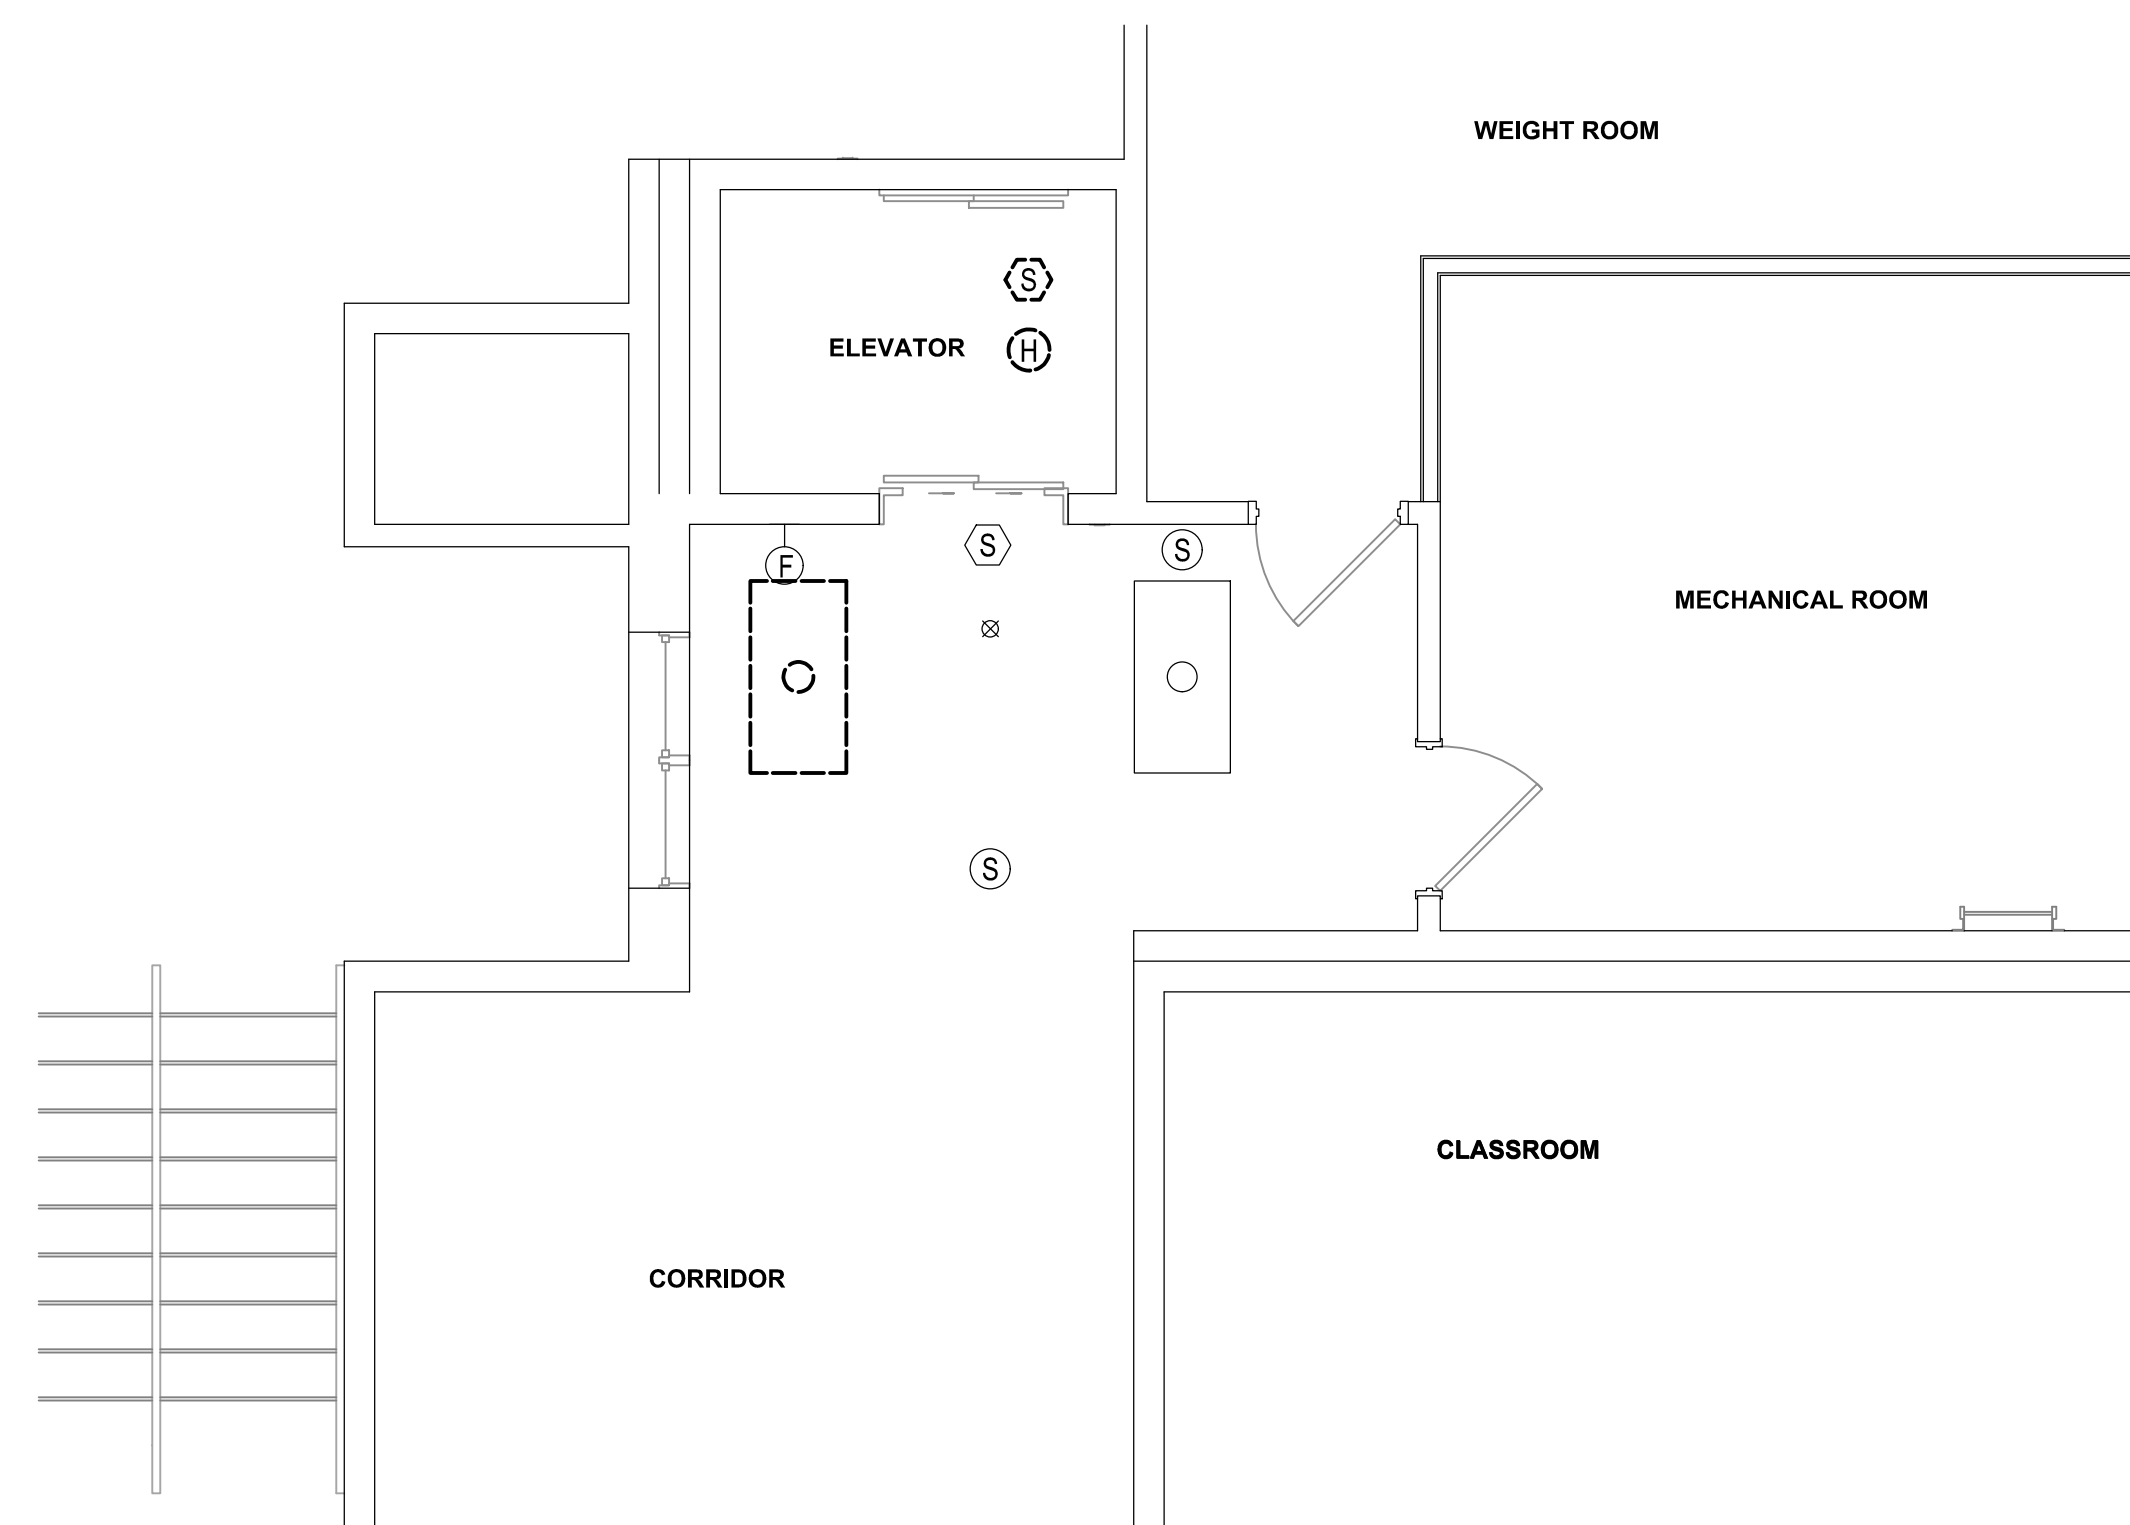 WEIGHT ROOM
S
ELEVATOR
H
S
S
F
MECHANICAL ROOM
S
CLASSROOM
CORRIDOR